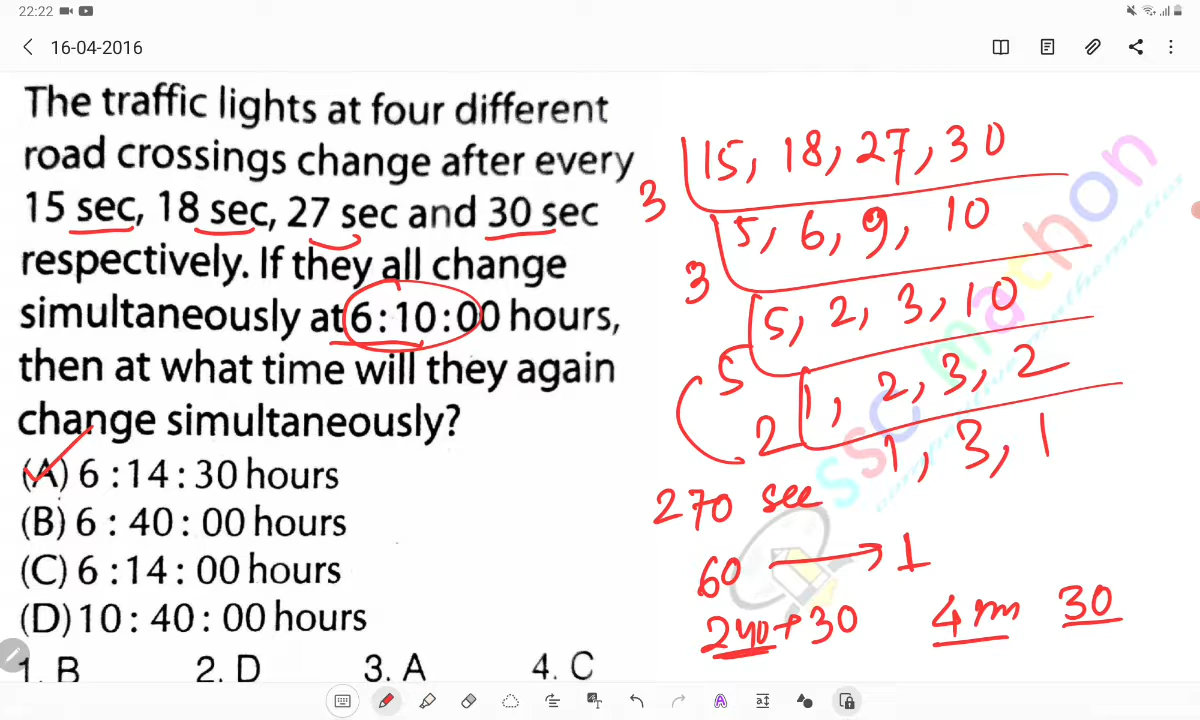 22:22
16-04-2016
The traffic lights at four different
road crossings change after every
15 sec, 18 sec, 27 sec and 30 sec
respectively. If they all change
simultaneously at 6:10:00 hours,
then at what time will they again
change simultaneously?
(A) 6:14:30 hours
(B) 6:40:00 hours
(C) 6:14:00 hours
(D) 10:40:00 hours
1. B 2. D 3. A 4. C
15, 18, 27, 30
3
5, 6, 9, 10
3
5, 2, 3, 10
5
1, 2, 3, 2
2
1, 3, 1
270 sec
60 → 1
240+30 4m 30
ssc machon